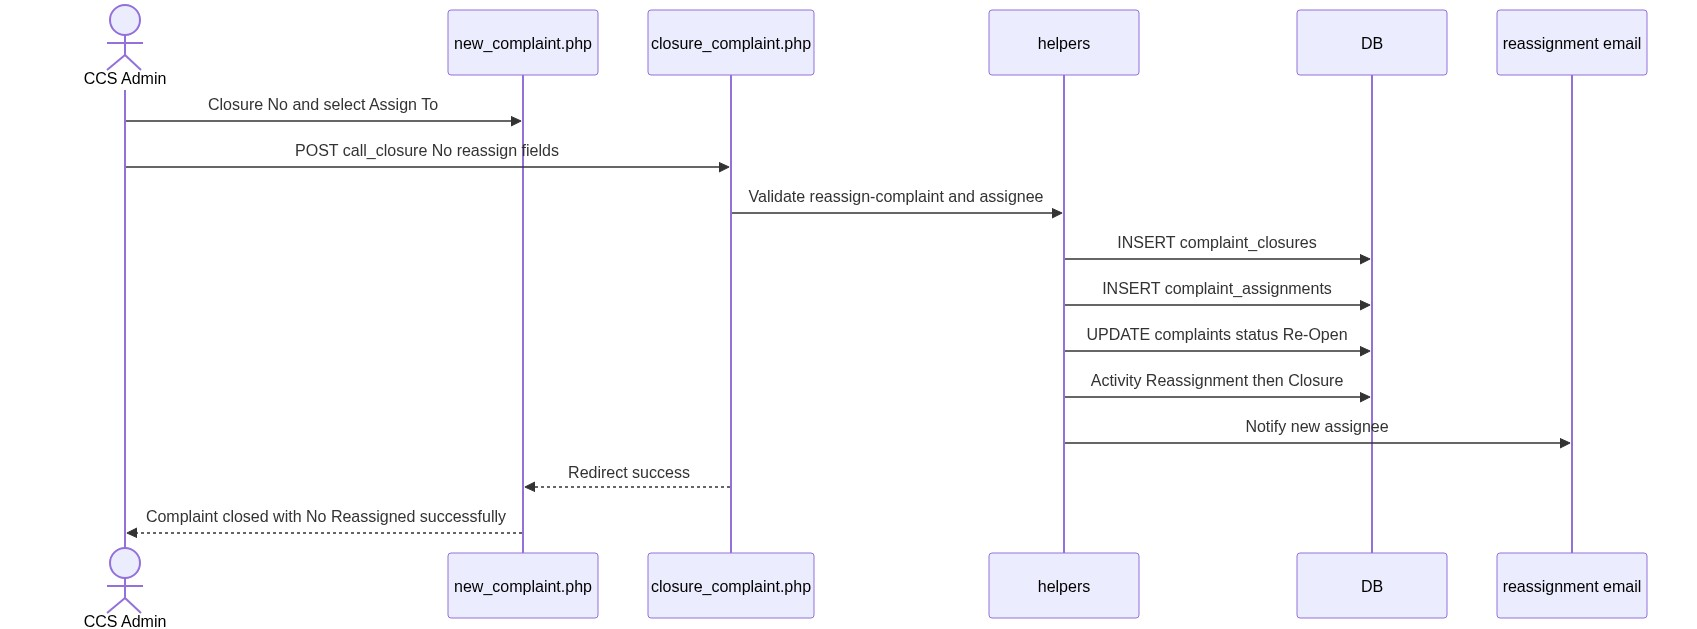 CCS Admin
new_complaint.php
closure_complaint.php
helpers
DB
reassignment email
Closure No and select Assign To
POST call_closure No reassign fields
Validate reassign-complaint and assignee
INSERT complaint_closures
INSERT complaint_assignments
UPDATE complaints status Re-Open
Activity Reassignment then Closure
Notify new assignee
Redirect success
Complaint closed with No Reassigned successfully
CCS Admin
new_complaint.php
closure_complaint.php
helpers
DB
reassignment email